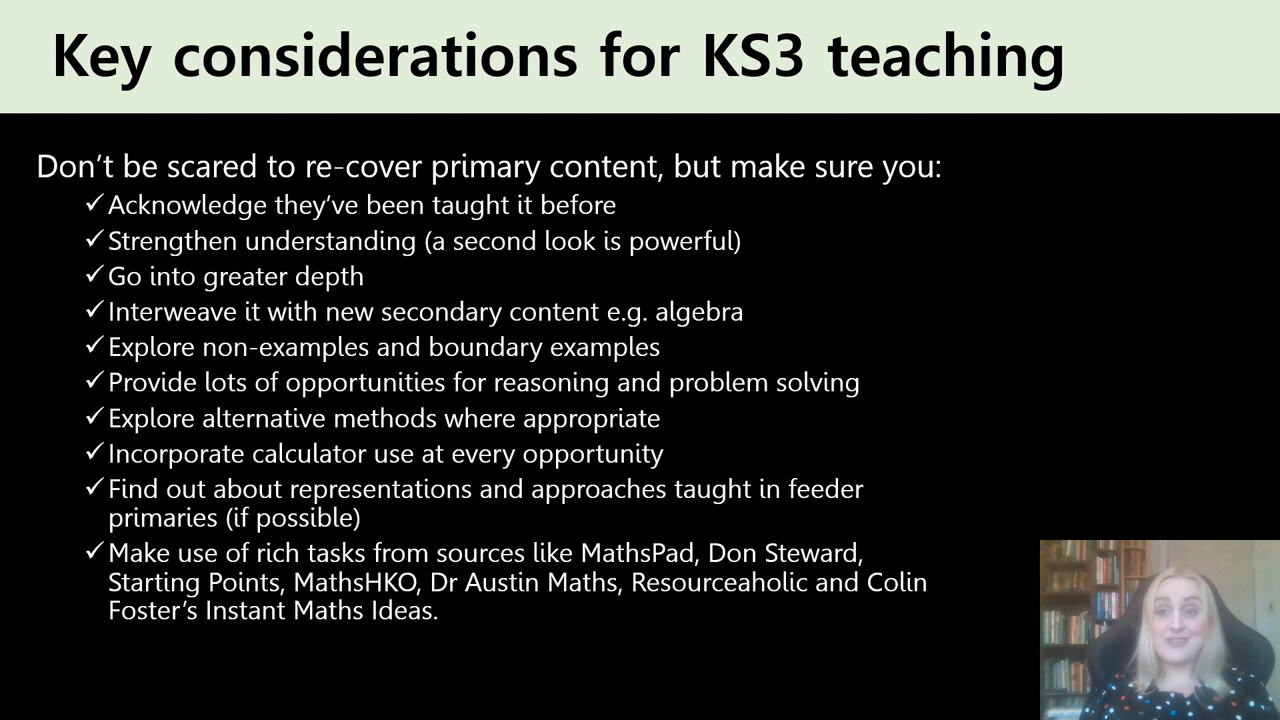 Key considerations for KS3 teaching
Don’t be scared to re-cover primary content, but make sure you:
✓ Acknowledge they’ve been taught it before
✓ Strengthen understanding (a second look is powerful)
✓ Go into greater depth
✓ Interweave it with new secondary content e.g. algebra
✓ Explore non-examples and boundary examples
✓ Provide lots of opportunities for reasoning and problem solving
✓ Explore alternative methods where appropriate
✓ Incorporate calculator use at every opportunity
✓ Find out about representations and approaches taught in feeder
primaries (if possible)
✓ Make use of rich tasks from sources like MathsPad, Don Steward,
Starting Points, MathsHKO, Dr Austin Maths, Resourceaholic and Colin
Foster’s Instant Maths Ideas.